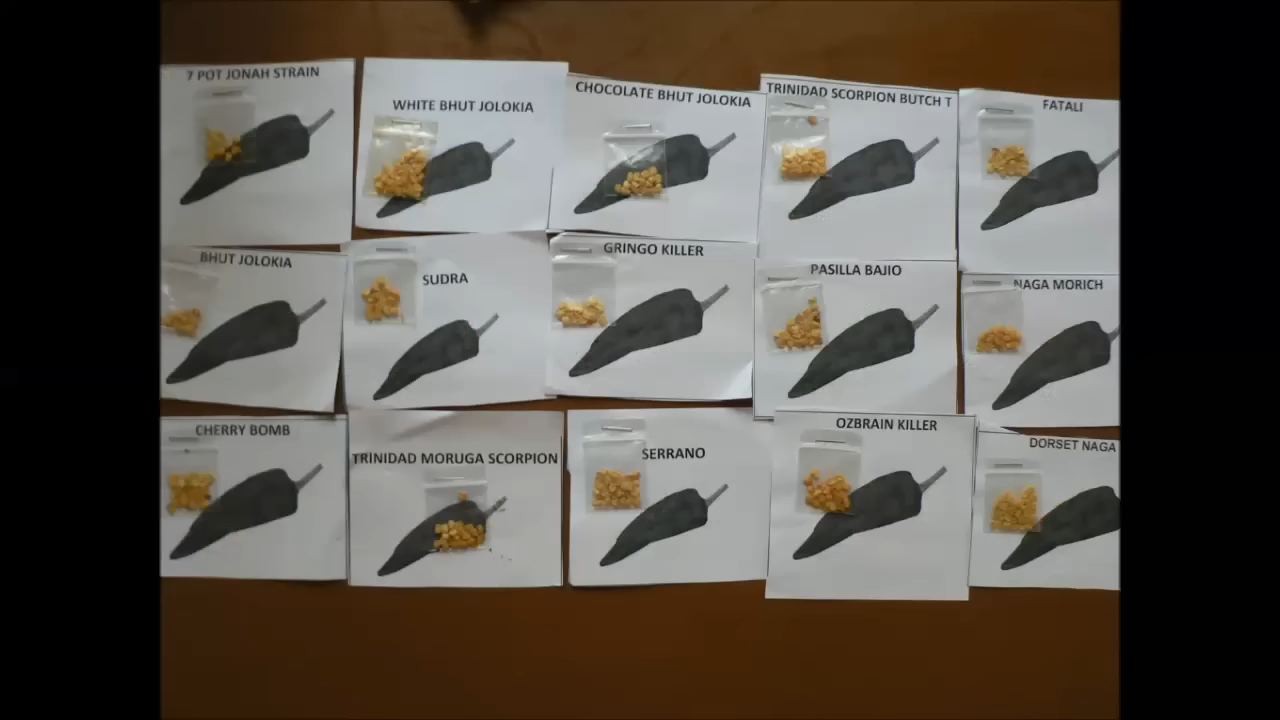 7 POT JONAH STRAIN
WHITE BHUT JOLOKIA
CHOCOLATE BHUT JOLOKIA
TRINIDAD SCORPION BUTCH T
FATALI
BHUT JOLOKIA
SUDRA
GRINGO KILLER
PASILLA BAJIO
NAGA MORICH
CHERRY BOMB
TRINIDAD MORUGA SCORPION
SERRANO
OZBRAIN KILLER
DORSET NAGA